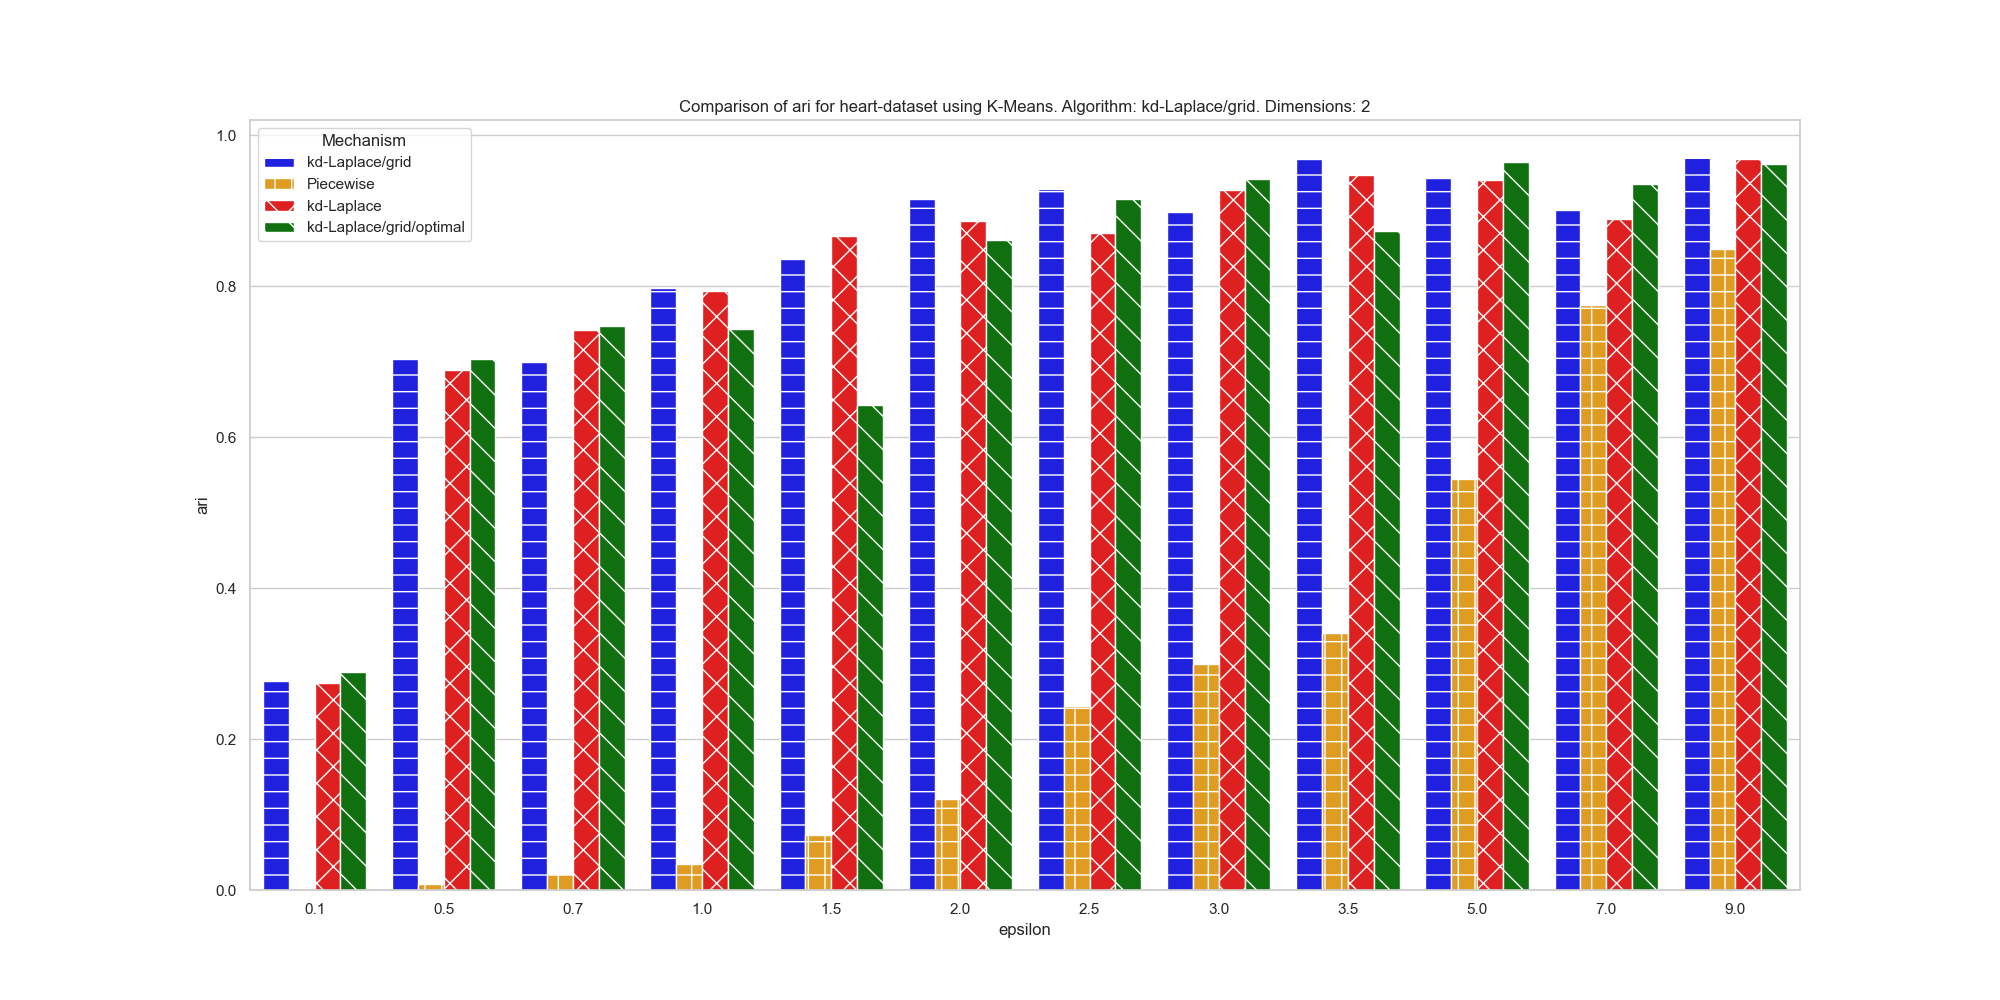 Comparison of ari for heart-dataset using K-Means. Algorithm: kd-Laplace/grid. Dimensions: 2
Mechanism
kd-Laplace/grid
Piecewise
kd-Laplace
kd-Laplace/grid/optimal
1.0
0.8
0.6
0.4
0.2
0.0
ari
0.1 0.5 0.7 1.0 1.5 2.0 2.5 3.0 3.5 5.0 7.0 9.0
epsilon